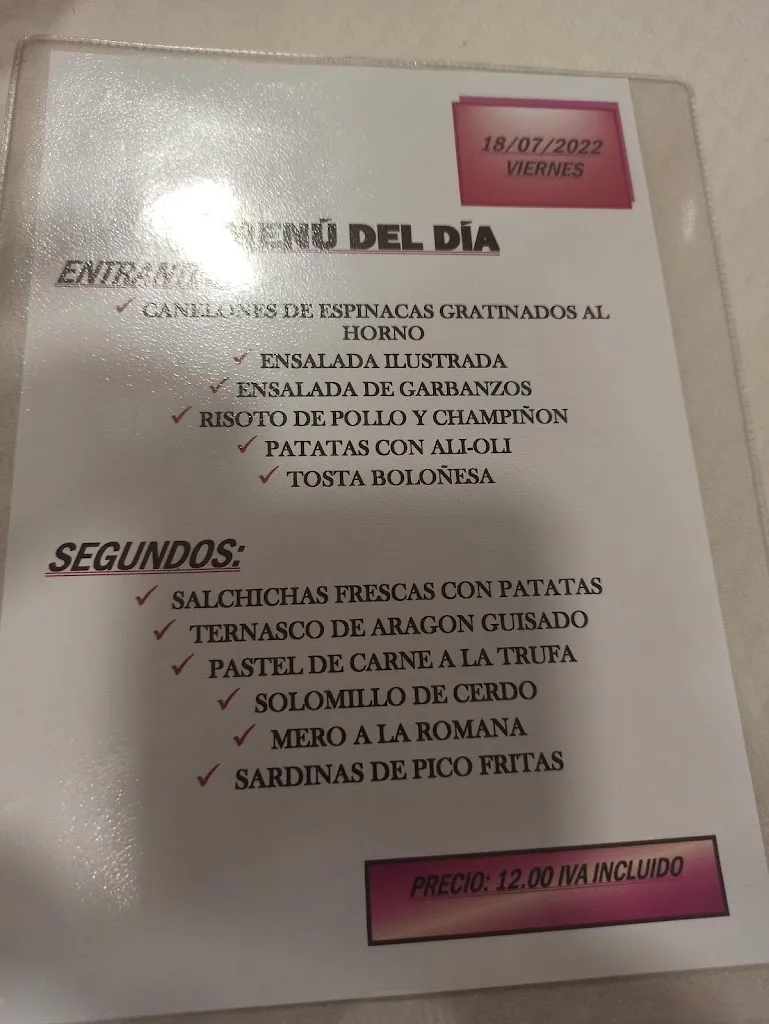 18/07/2022
VIERNES
MENÚ DEL DÍA
CANELONES DE ESPINACAS GRATINADOS AL
HORNO
ENSALADA ILUSTRADA
ENSALADA DE GARBANZOS
RISOTO DE POLLO Y CHAMPIÑON
PATATAS CON ALI-OLI
TOSTA BOLOÑESA
SEGUNDOS:
SALCHICHAS FRESCAS CON PATATAS
TERNASCO DE ARAGON GUISADO
PASTEL DE CARNE A LA TRUFA
SOLOMILLO DE CERDO
MERO A LA ROMANA
SARDINAS DE PICO FRITAS
PRECIO: 12.00 IVA INCLUIDO